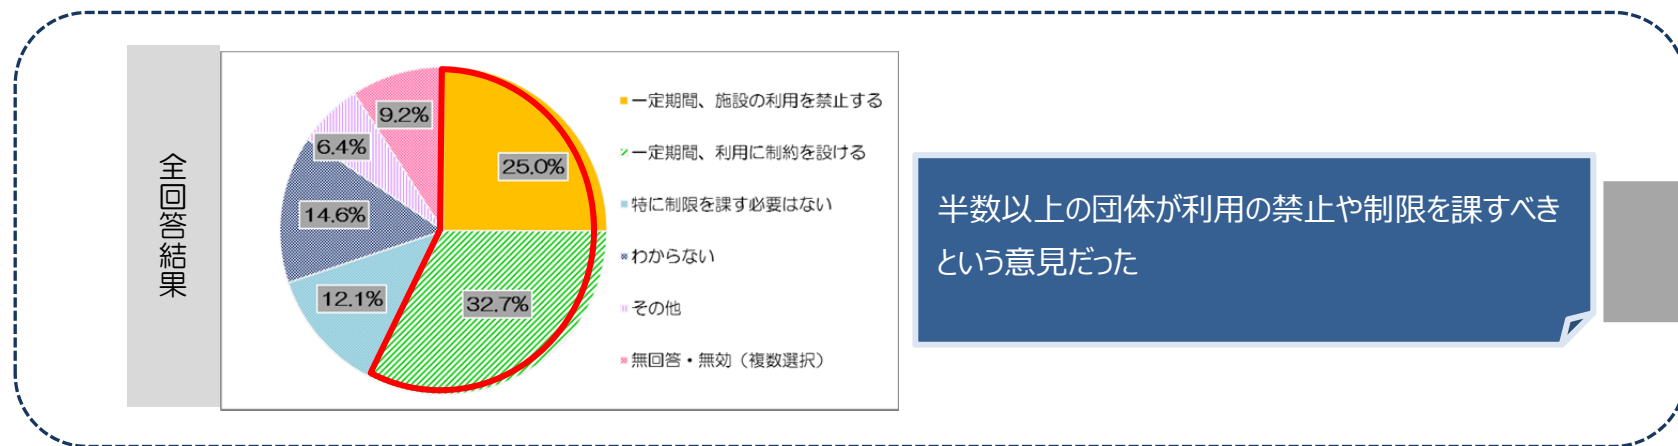 全回答結果
9.2%
6.4%
14.6%
12.1%
25.0%
32.7%
一定期間、施設の利用を禁止する
一定期間、利用に制約を設ける
特に制限を課す必要はない
わからない
その他
無回答・無効（複数選択）
半数以上の団体が利用の禁止や制限を課すべき
という意見だった